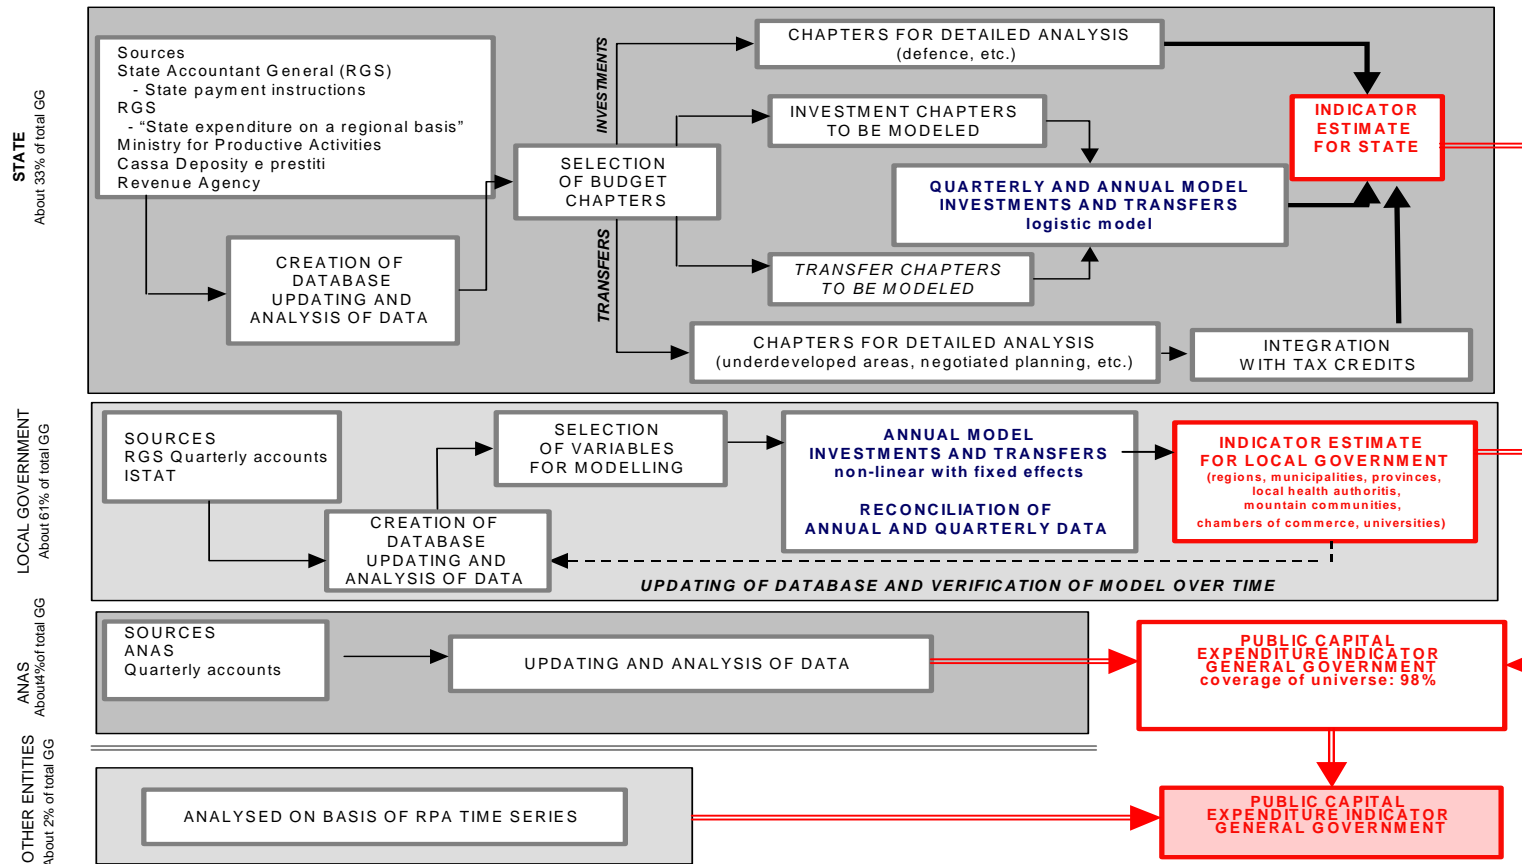 STATE
About 33% of total GG
Sources
State Accountant General (RGS)
- State payment instructions
RGS
- “State expenditure on a regional basis”
Ministry for Productive Activities
Cassa Deposity e prestiti
Revenue Agency
CREATION OF
DATABASE
UPDATING AND
ANALYSIS OF DATA
SELECTION
OF BUDGET
CHAPTERS
INVESTMENTS
TRANSFERS
CHAPTERS FOR DETAILED ANALYSIS
(defence, etc.)
INVESTMENT CHAPTERS
TO BE MODELED
QUARTERLY AND ANNUAL MODEL
INVESTMENTS AND TRANSFERS
logistic model
TRANSFER CHAPTERS
TO BE MODELED
CHAPTERS FOR DETAILED ANALYSIS
(underdeveloped areas, negotiated planning, etc.)
INTEGRATION
WITH TAX CREDITS
INDICATOR
ESTIMATE
FOR STATE
LOCAL GOVERNMENT
About 61% of total GG
SOURCES
RGS Quarterly accounts
ISTAT
CREATION OF
DATABASE
UPDATING AND
ANALYSIS OF DATA
SELECTION
OF VARIABLES
FOR MODELLING
ANNUAL MODEL
INVESTMENTS AND TRANSFERS
non-linear with fixed effects
RECONCILIATION OF
ANNUAL AND QUARTERLY DATA
INDICATOR ESTIMATE
FOR LOCAL GOVERNMENT
(regions, municipalities, provinces,
local health authoritis,
mountain communities,
chambers of commerce, universities)
UPDATING OF DATABASE AND VERIFICATION OF MODEL OVER TIME
ANAS
About4%of total GG
SOURCES
ANAS
Quarterly accounts
UPDATING AND ANALYSIS OF DATA
PUBLIC CAPITAL
EXPENDITURE INDICATOR
GENERAL GOVERNMENT
coverage of universe: 98%
OTHER ENTITIES
About 2% of total GG
ANALYSED ON BASIS OF RPA TIME SERIES
PUBLIC CAPITAL
EXPENDITURE INDICATOR
GENERAL GOVERNMENT